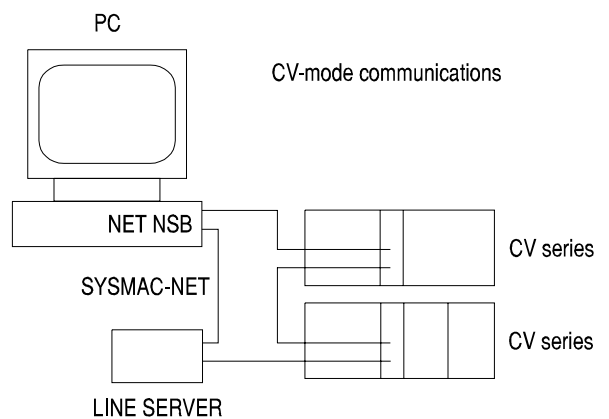 PC
CV-mode communications
NET NSB
CV series
SYSMAC-NET
CV series
LINE SERVER